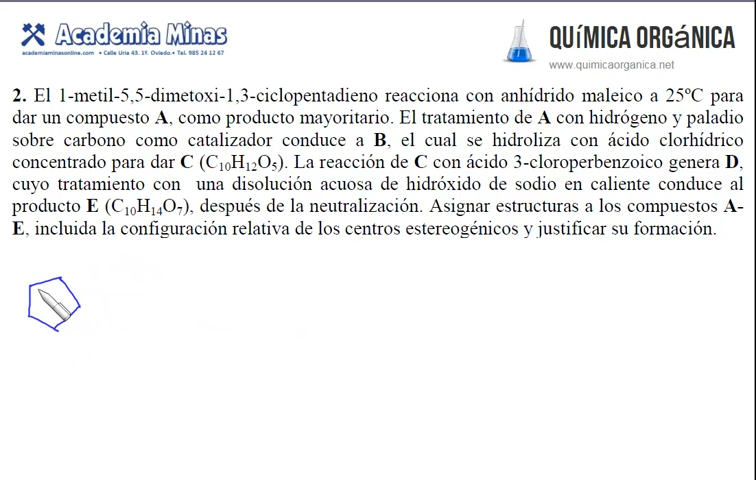 Academia Minas
academiaminasonline.com • Calle Uría 43. 1º. Oviedo.• Tel. 985 24 12 67
QUÍMICA ORGáNICA
www.quimicaorganica.net
2. El 1-metil-5,5-dimetoxi-1,3-ciclopentadieno reacciona con anhídrido maleico a 25ºC para
dar un compuesto A, como producto mayoritario. El tratamiento de A con hidrógeno y paladio
sobre carbono como catalizador conduce a B, el cual se hidroliza con ácido clorhídrico
concentrado para dar C (C₁₀H₁₂O₅). La reacción de C con ácido 3-cloroperbenzoico genera D,
cuyo tratamiento con una disolución acuosa de hidróxido de sodio en caliente conduce al
producto E (C₁₀H₁₄O₇), después de la neutralización. Asignar estructuras a los compuestos A-
E, incluida la configuración relativa de los centros estereogénicos y justificar su formación.